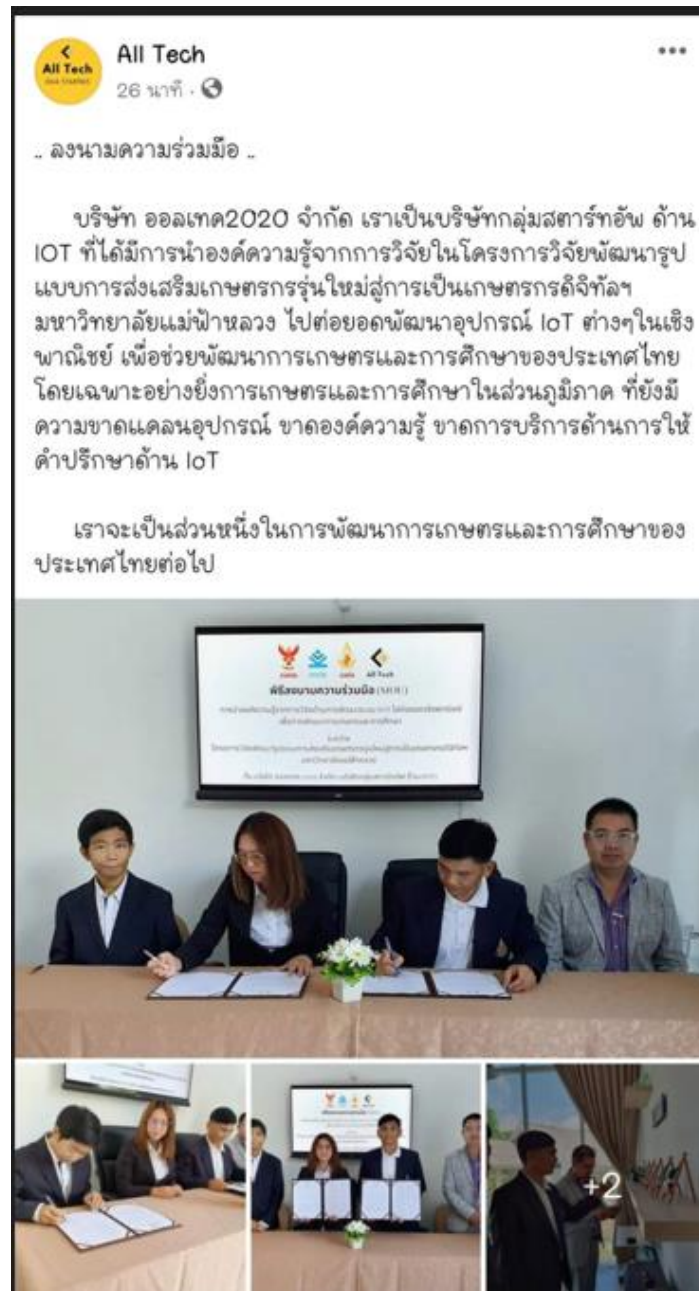 All Tech
26 นาที
.. ลงนามความร่วมมือ ..
บริษัท ออลเทค2020 จำกัด เราเป็นบริษัทกลุ่มสตาร์ทอัพ ด้าน
IOT ที่ได้มีการนำองค์ความรู้จากการวิจัยในโครงการวิจัยพัฒนารูป
แบบการส่งเสริมเกษตรกรรุ่นใหม่สู่การเป็นเกษตรกรดิจิทัลฯ
มหาวิทยาลัยแม่ฟ้าหลวง ไปต่อยอดพัฒนาอุปกรณ์ IoT ต่างๆในเชิง
พาณิชย์ เพื่อช่วยพัฒนาการเกษตรและการศึกษาของประเทศไทย
โดยเฉพาะอย่างยิ่งการเกษตรและการศึกษาในส่วนภูมิภาค ที่ยังมี
ความขาดแคลนอุปกรณ์ ขาดองค์ความรู้ ขาดการบริการด้านการให้
คำปรึกษาด้าน IoT
เราจะเป็นส่วนหนึ่งในการพัฒนาการเกษตรและการศึกษาของ
ประเทศไทยต่อไป
All Tech
พิธีลงนามความร่วมมือ (MOU)
+2